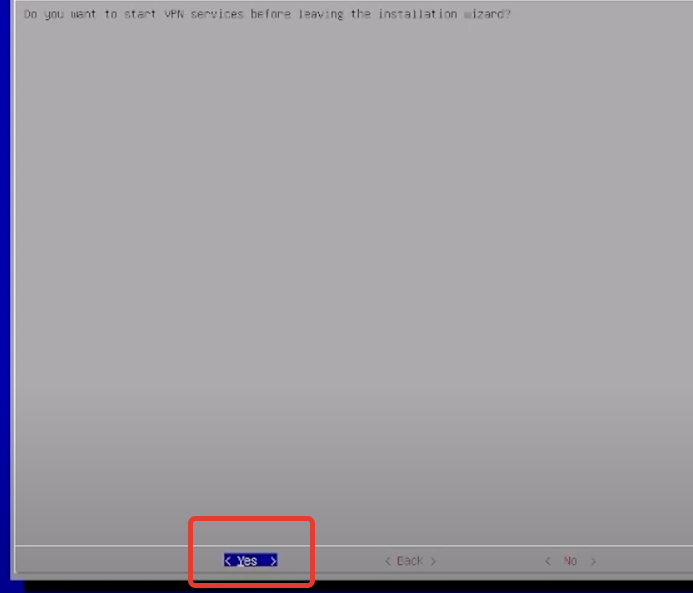 Do you want to start VPN services before leaving the installation wizard?
< Yes > < Back > < No >